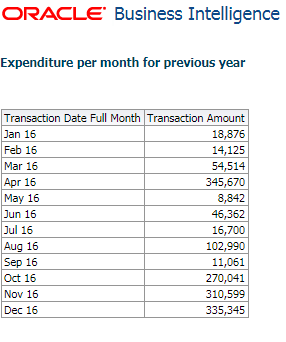 ORACLE Business Intelligence
Expenditure per month for previous year
Transaction Date Full Month Transaction Amount
Jan 16 18,876
Feb 16 14,125
Mar 16 54,514
Apr 16 345,670
May 16 8,842
Jun 16 46,362
Jul 16 16,700
Aug 16 102,990
Sep 16 11,061
Oct 16 270,041
Nov 16 310,599
Dec 16 335,345